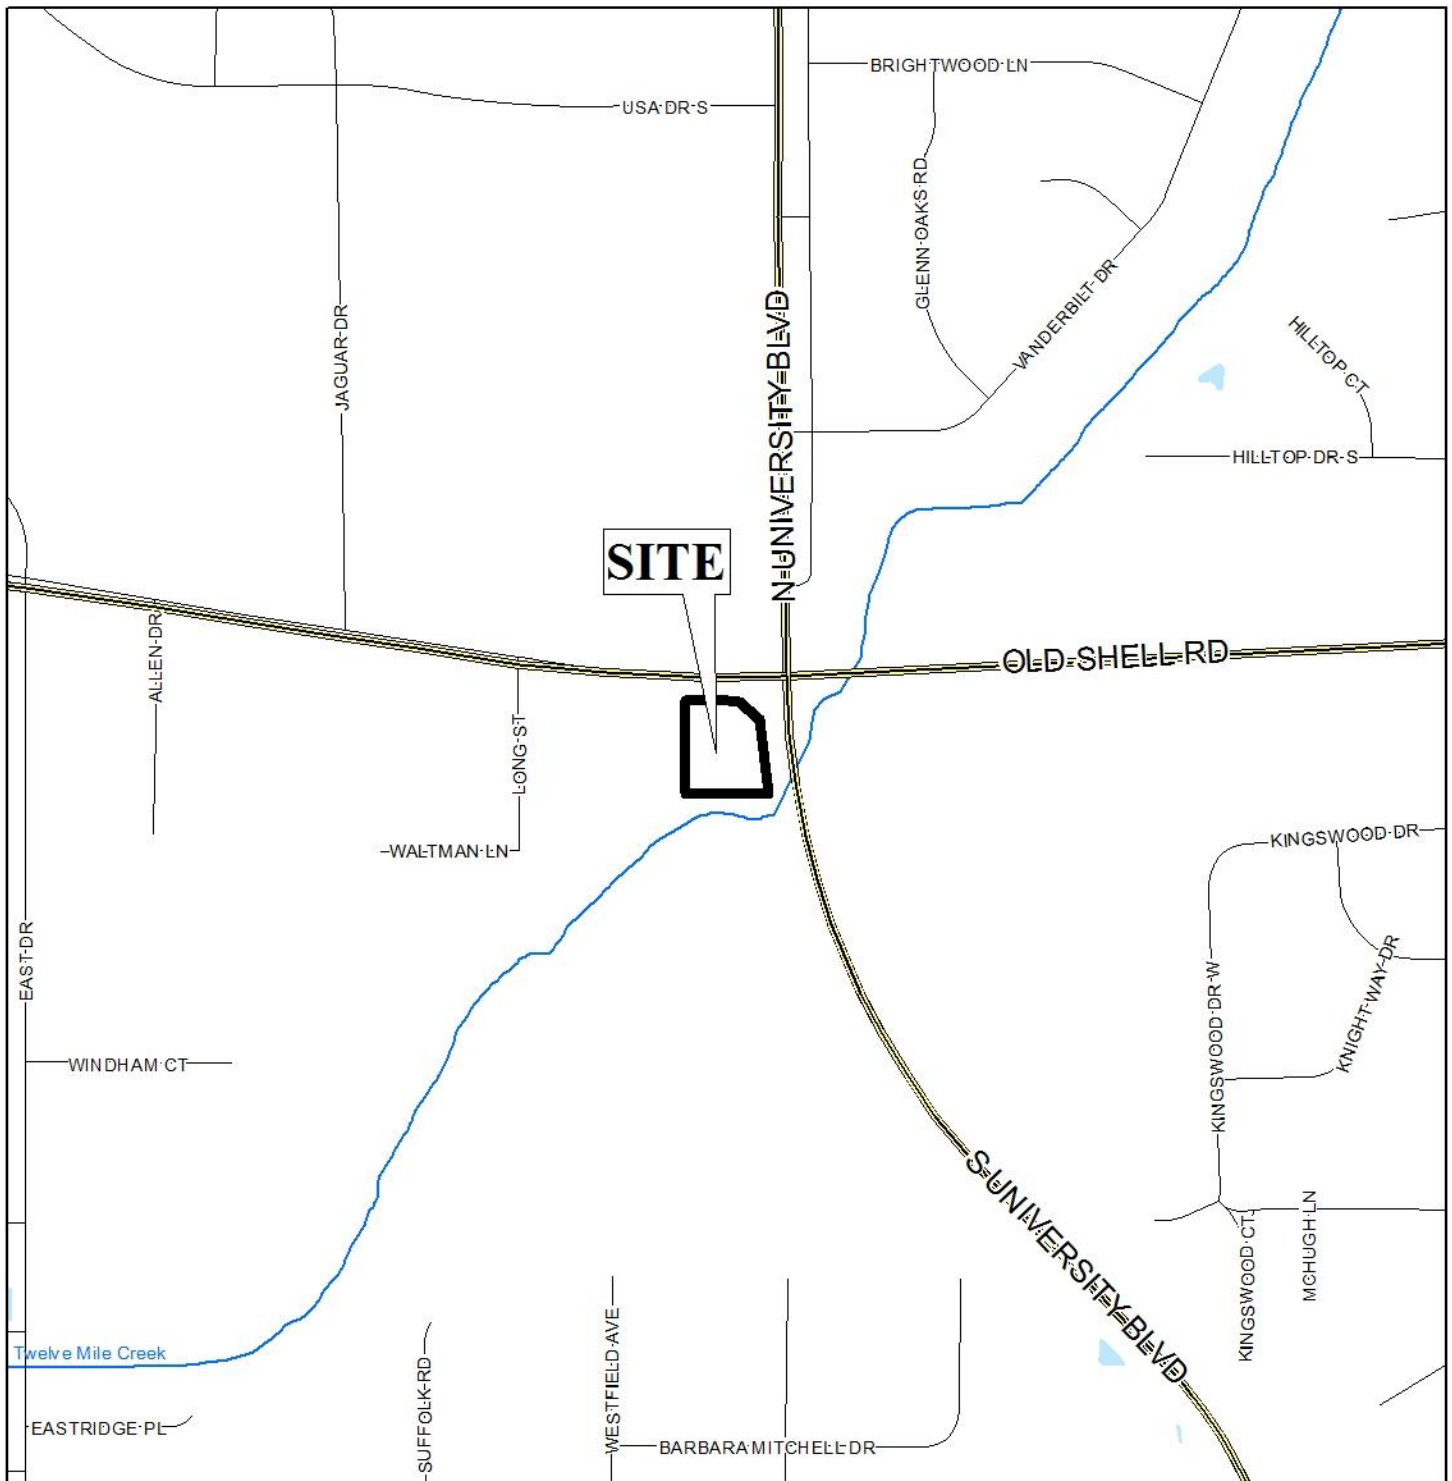 BRIGHTWOOD LN
USA DR S
GLENN OAKS RD
VANDERBILT DR
N UNIVERSITY BLVD
JAGUAR DR
HILLTOP CT
HILLTOP DR S
SITE
OLD SHELL RD
ALLEN DR
LONG ST
WALTMAN LN
KINGSWOOD DR
EAST DR
KNIGHT WAY DR
KINGSWOOD DR W
WINDHAM CT
S UNIVERSITY BLVD
MCHUGH LN
KINGSWOOD CT
Twelve Mile Creek
WESTFIELD AVE
SUFFOLK RD
EASTRIDGE PL
BARBARA MITCHELL DR